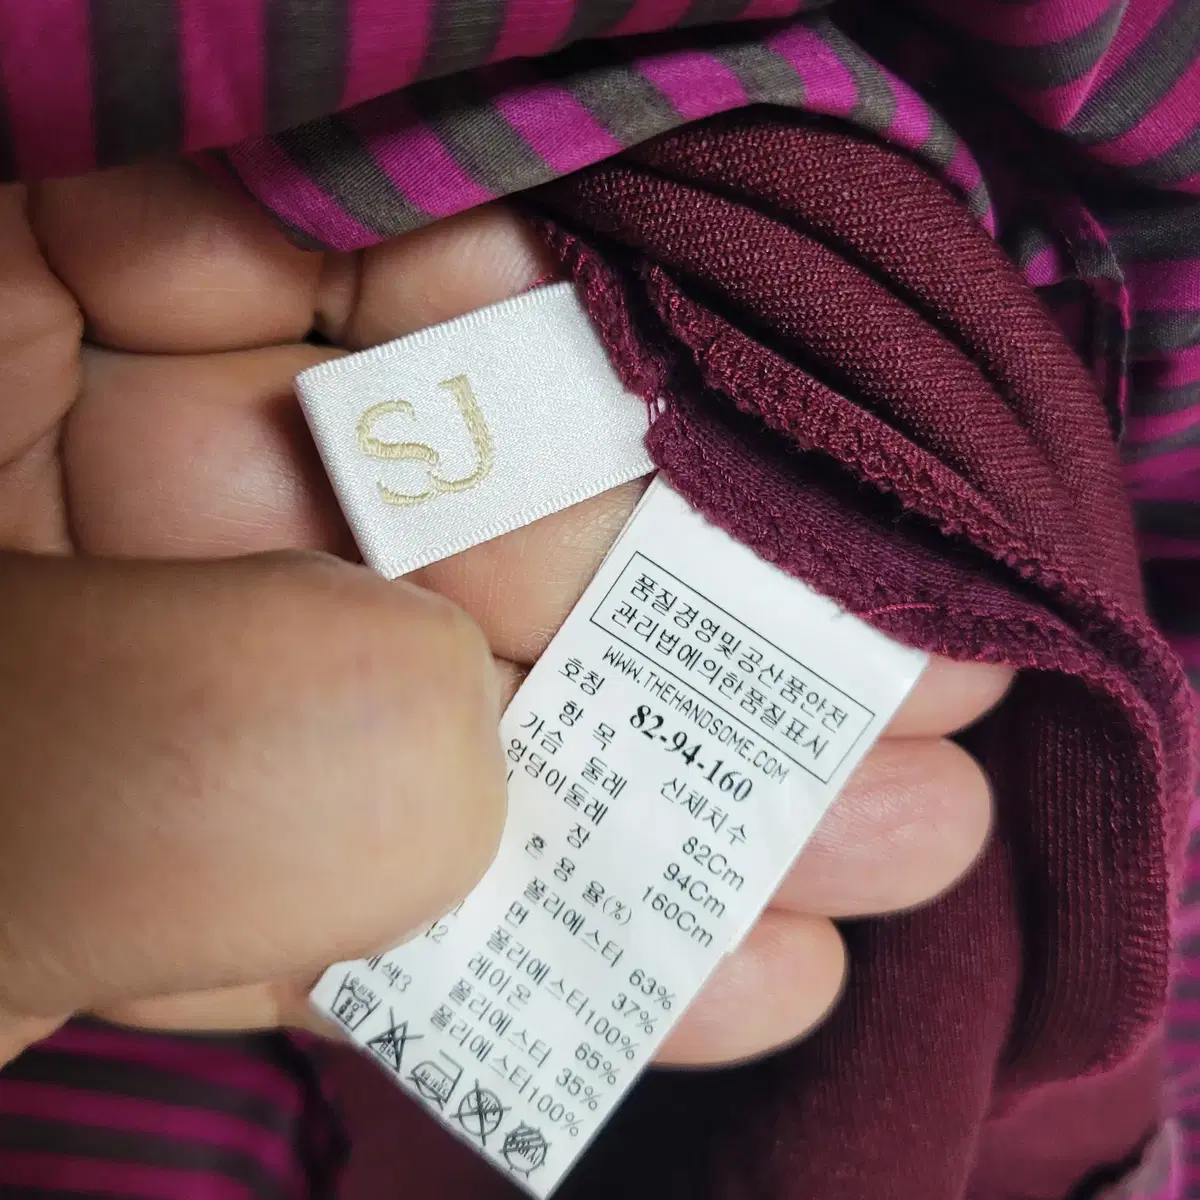 SJ
품질경영및공산품안전
관리법에의한품질표시
WWW.THEHANDSOME.COM
호칭 82-94-160
항 목 신체치수
가슴 둘레 82Cm
엉덩이둘레 94Cm
장 160Cm
혼 용 율(%)
폴리에스터 63%
면 37%
폴리에스터100%
레이온 65%
폴리에스터 35%
폴리에스터100%